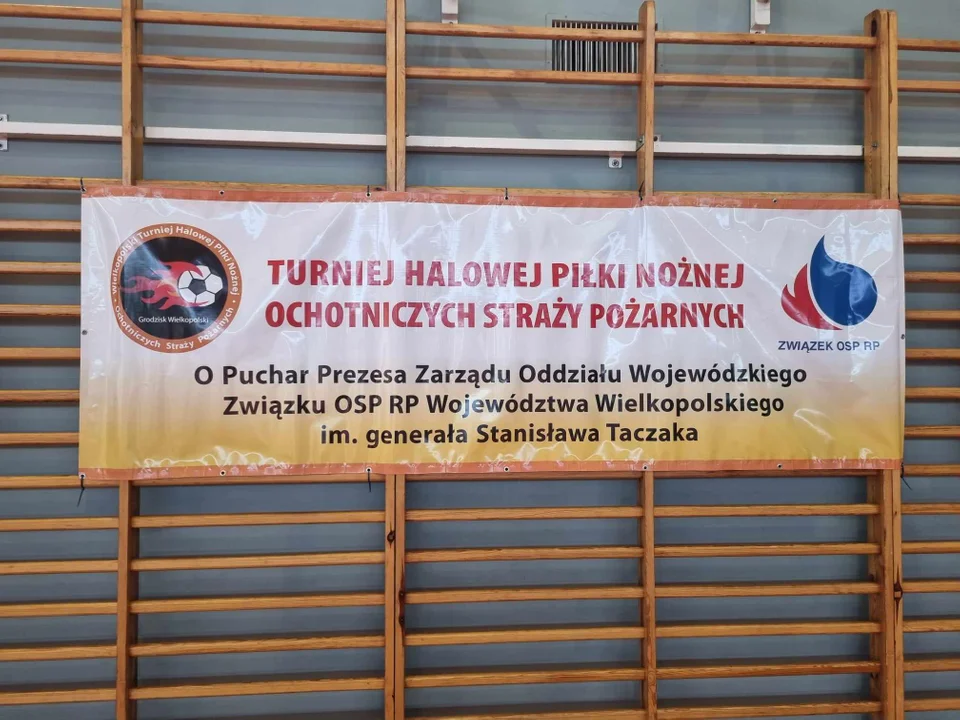 Wielkopolski Turniej Halowej Piłki Nożnej
Grodzisk Wielkopolski
Ochotniczych Straży Pożarnych
TURNIEJ HALOWEJ PIŁKI NOŻNEJ
OCHOTNICZYCH STRAŻY POŻARNYCH
ZWIĄZEK OSP RP
O Puchar Prezesa Zarządu Oddziału Wojewódzkiego
Związku OSP RP Województwa Wielkopolskiego
im. generała Stanisława Taczaka